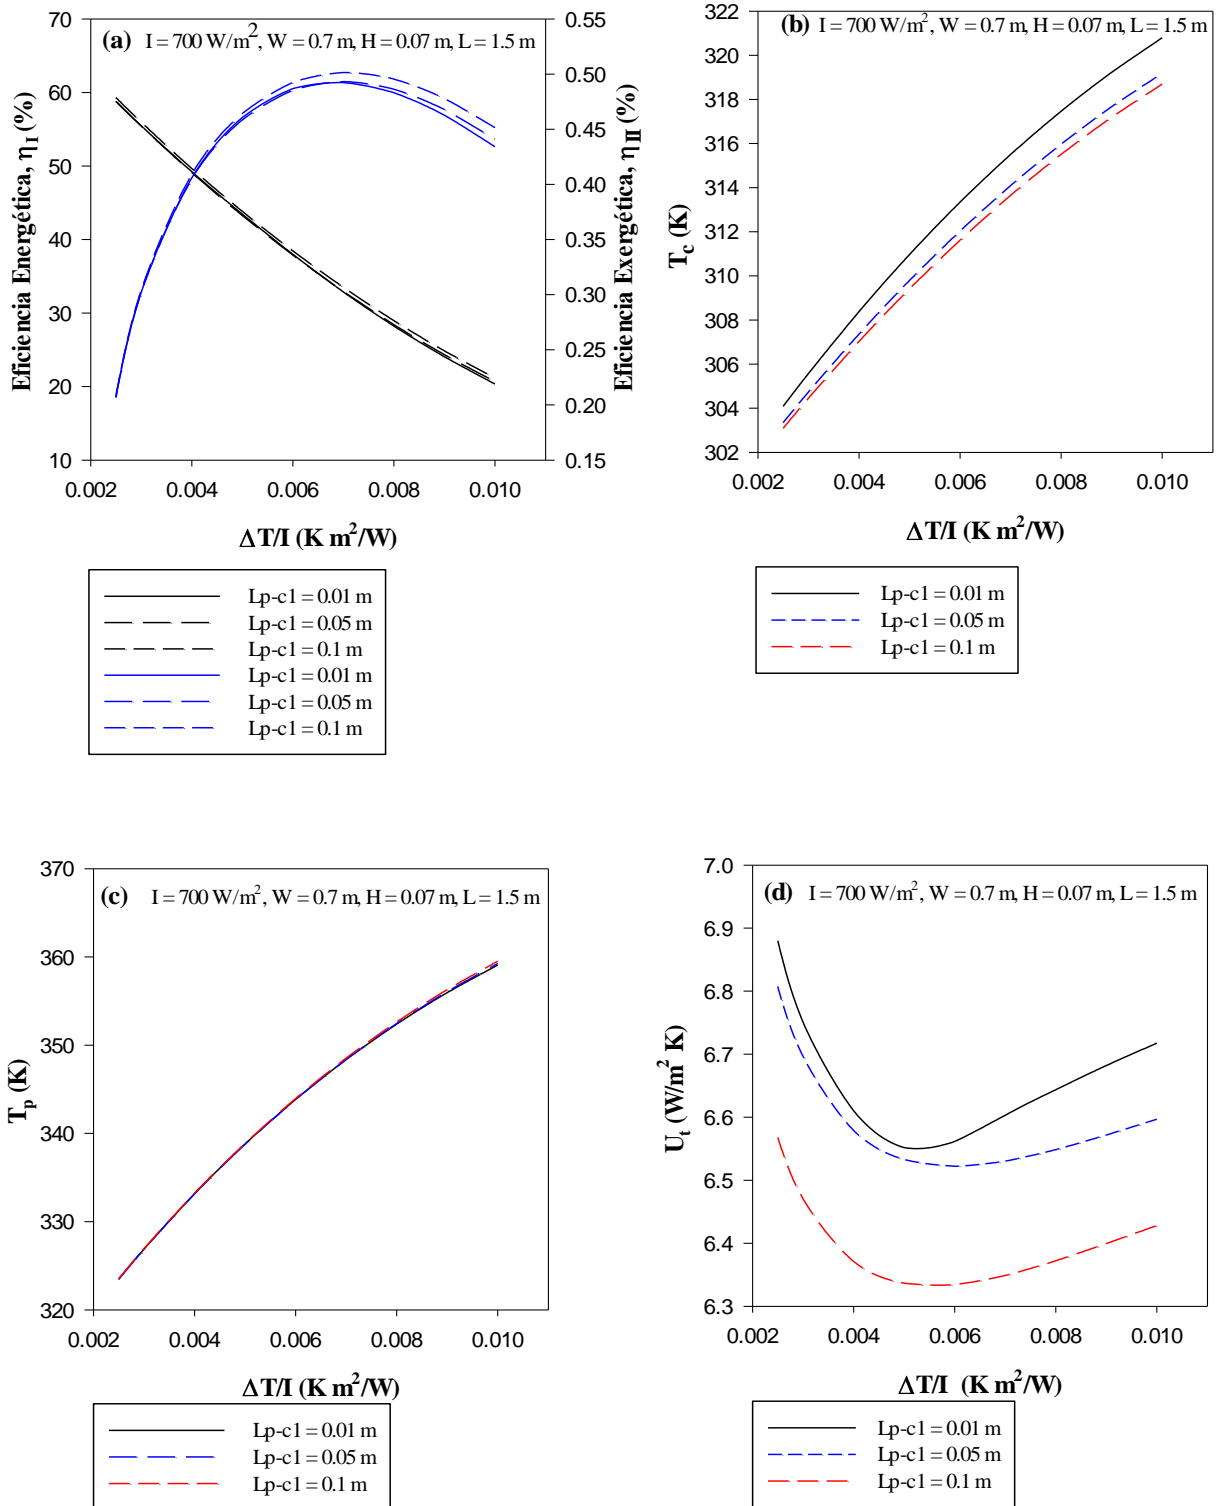 (a) I = 700 W/m², W = 0.7 m, H = 0.07 m, L = 1.5 m
Eficiencia Energética, ηI (%)
70
60
50
40
30
20
10
Eficiencia Exergética, ηII (%)
0.55
0.50
0.45
0.40
0.35
0.30
0.25
0.20
0.15
0.002 0.004 0.006 0.008 0.010
ΔT/I (K m²/W)
Lp-c1 = 0.01 m
Lp-c1 = 0.05 m
Lp-c1 = 0.1 m
Lp-c1 = 0.01 m
Lp-c1 = 0.05 m
Lp-c1 = 0.1 m
(b) I = 700 W/m², W = 0.7 m, H = 0.07 m, L = 1.5 m
Tc (K)
322
320
318
316
314
312
310
308
306
304
302
0.002 0.004 0.006 0.008 0.010
ΔT/I (K m²/W)
Lp-c1 = 0.01 m
Lp-c1 = 0.05 m
Lp-c1 = 0.1 m
(c) I = 700 W/m², W = 0.7 m, H = 0.07 m, L = 1.5 m
Tp (K)
370
360
350
340
330
320
0.002 0.004 0.006 0.008 0.010
ΔT/I (K m²/W)
Lp-c1 = 0.01 m
Lp-c1 = 0.05 m
Lp-c1 = 0.1 m
(d) I = 700 W/m², W = 0.7 m, H = 0.07 m, L = 1.5 m
Ut (W/m² K)
7.0
6.9
6.8
6.7
6.6
6.5
6.4
6.3
0.002 0.004 0.006 0.008 0.010
ΔT/I (K m²/W)
Lp-c1 = 0.01 m
Lp-c1 = 0.05 m
Lp-c1 = 0.1 m